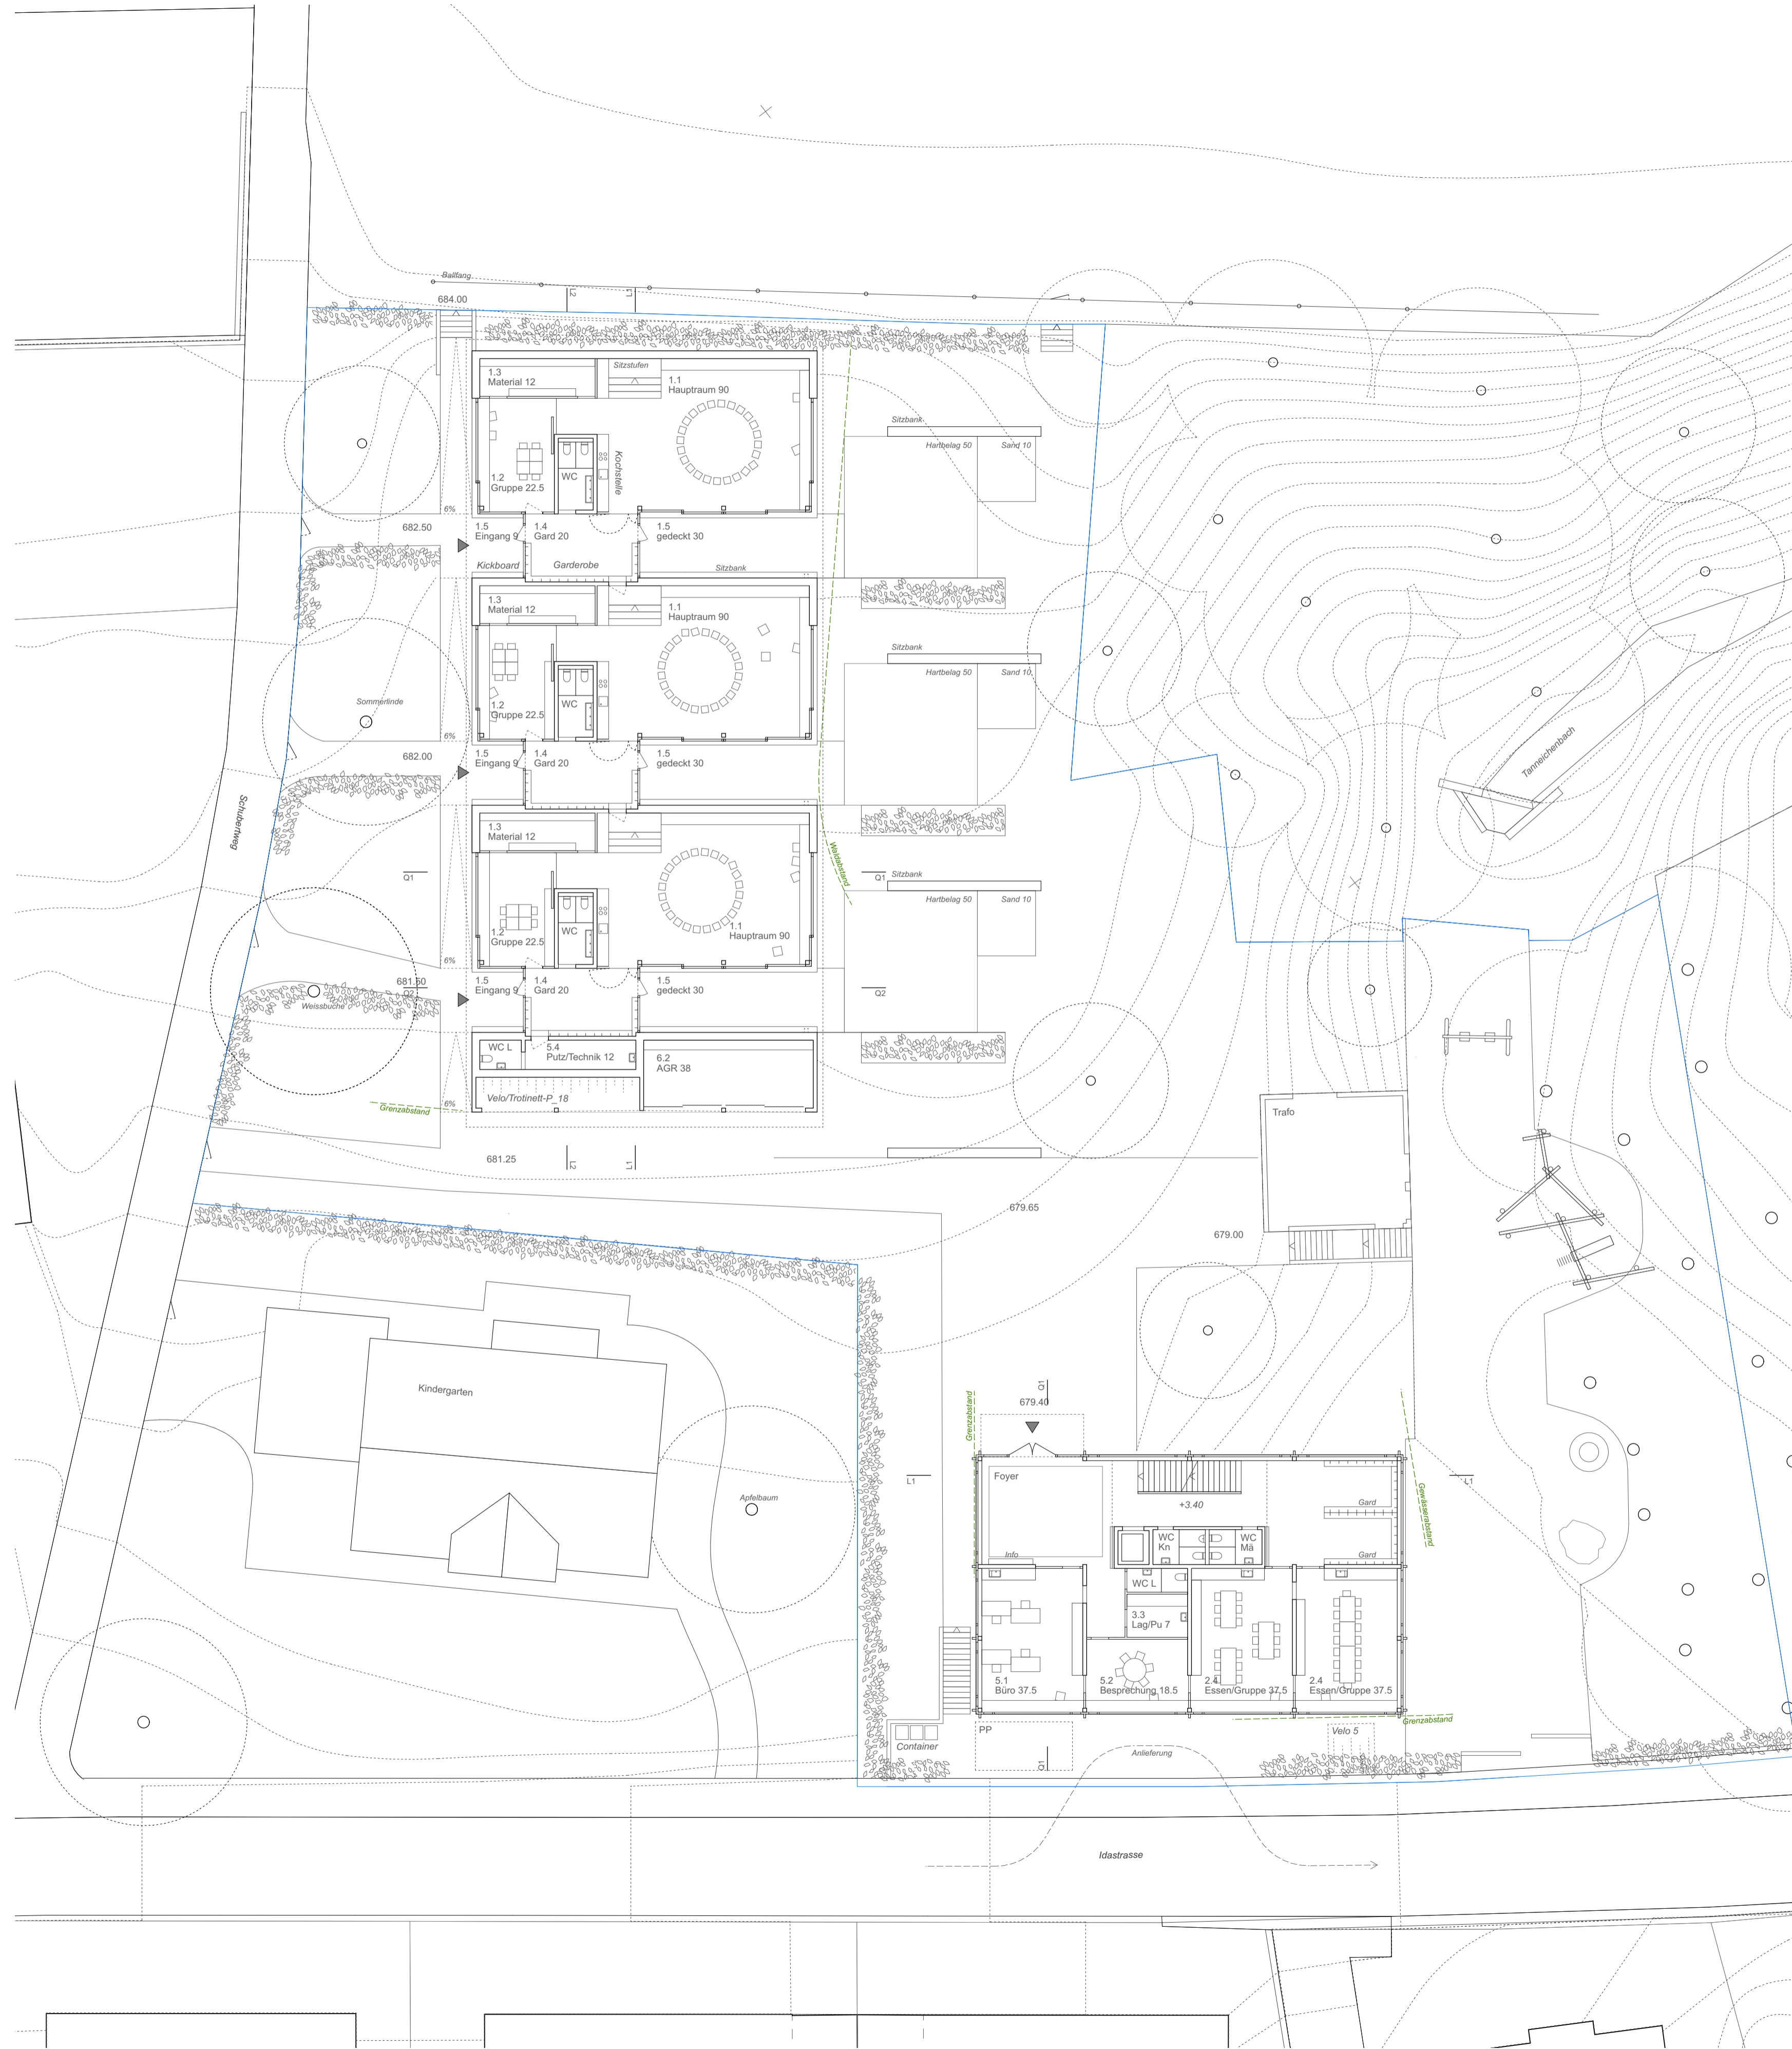 Ballfang
684.00
L2
L1
1.3
Material 12
Sitzstufen
1.1
Hauptraum 90
Kochstelle
WC
1.2
Gruppe 22.5
6%
682.50
1.5
Eingang 9
1.4
Gard 20
1.5
gedeckt 30
Kickboard
Garderobe
Sitzbank
Sitzbank
Hartbelag 50
Sand 10
1.3
Material 12
1.1
Hauptraum 90
WC
1.2
Gruppe 22.5
Sommerlinde
6%
682.00
1.5
Eingang 9
1.4
Gard 20
1.5
gedeckt 30
Sitzbank
Hartbelag 50
Sand 10
Tanneichenbach
Schubertweg
1.3
Material 12
Waldabstand
Q1
Q1
1.1
Hauptraum 90
WC
1.2
Gruppe 22.5
6%
681.50
Q2
Weissbuche
1.5
Eingang 9
1.4
Gard 20
1.5
gedeckt 30
Sitzbank
Hartbelag 50
Sand 10
Q2
WC L
5.4
Putz/Technik 12
6.2
AGR 38
Velo/Trotinett-P_18
6%
Grenzabstand
681.25
L2
L1
Trafo
679.65
679.00
Kindergarten
Apfelbaum
Q1
679.40
Grenzabstand
Gewässerabstand
L1
L1
Foyer
+3.40
Gard
Gard
Info
WC
Kn
WC
Mä
WC L
3.3
Lag/Pu 7
5.1
Büro 37.5
5.2
Besprechung 18.5
2.4
Essen/Gruppe 37.5
2.4
Essen/Gruppe 37.5
Grenzabstand
PP
Velo 5
Container
Anlieferung
Q1
Idastrasse